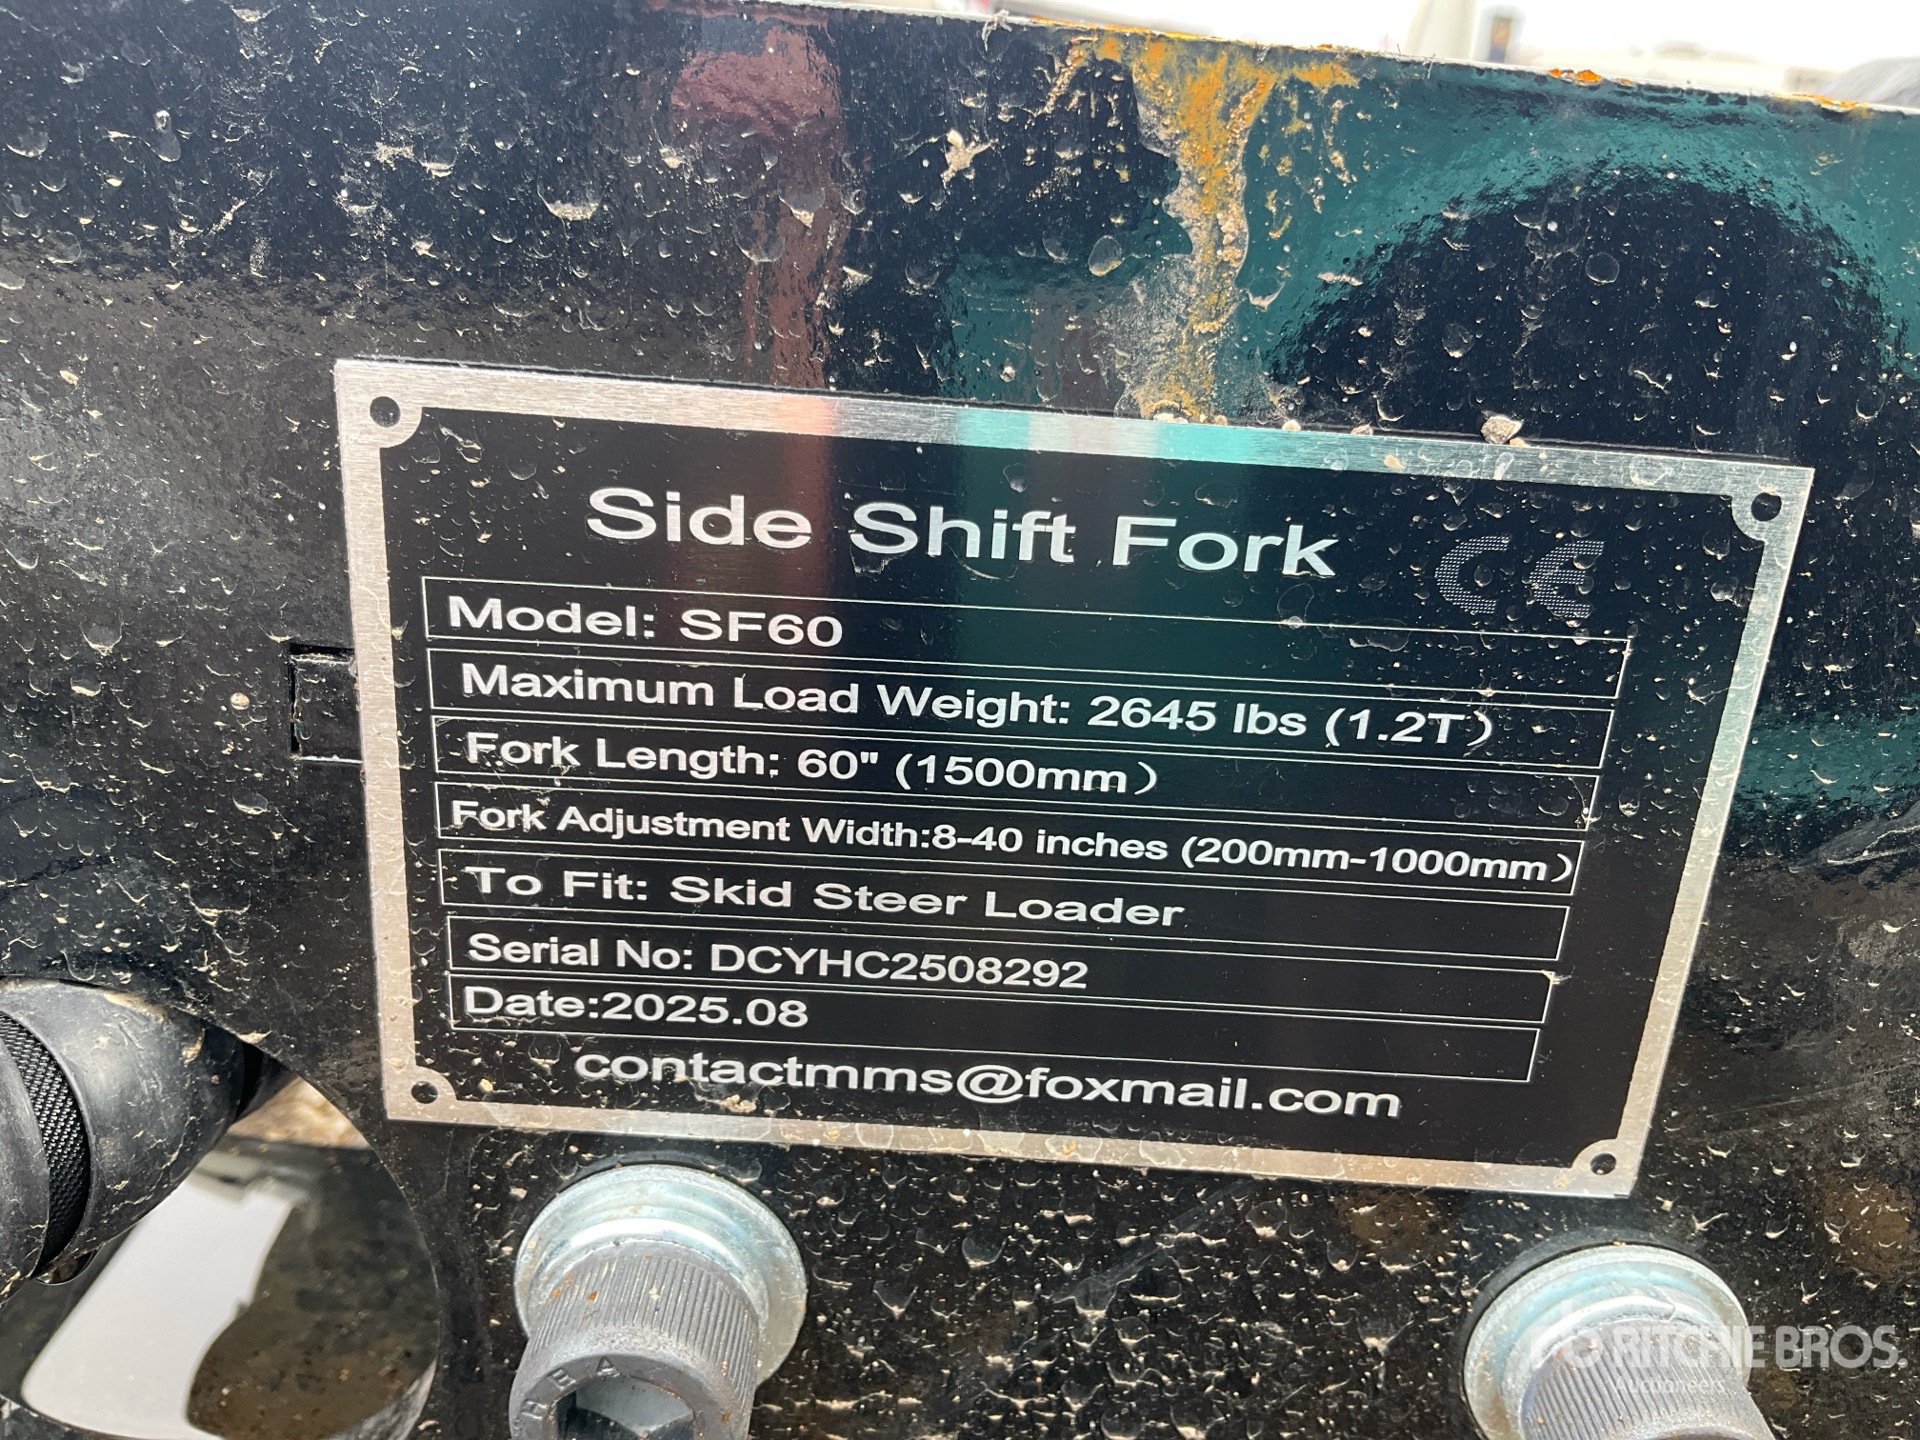 Side Shift Fork CE
Model: SF60
Maximum Load Weight: 2645 lbs (1.2T)
Fork Length: 60" (1500mm)
Fork Adjustment Width:8-40 inches (200mm-1000mm)
To Fit: Skid Steer Loader
Serial No: DCYHC2508292
Date:2025.08
contactmms@foxmail.com
RITCHIE BROS.
Auctioneers